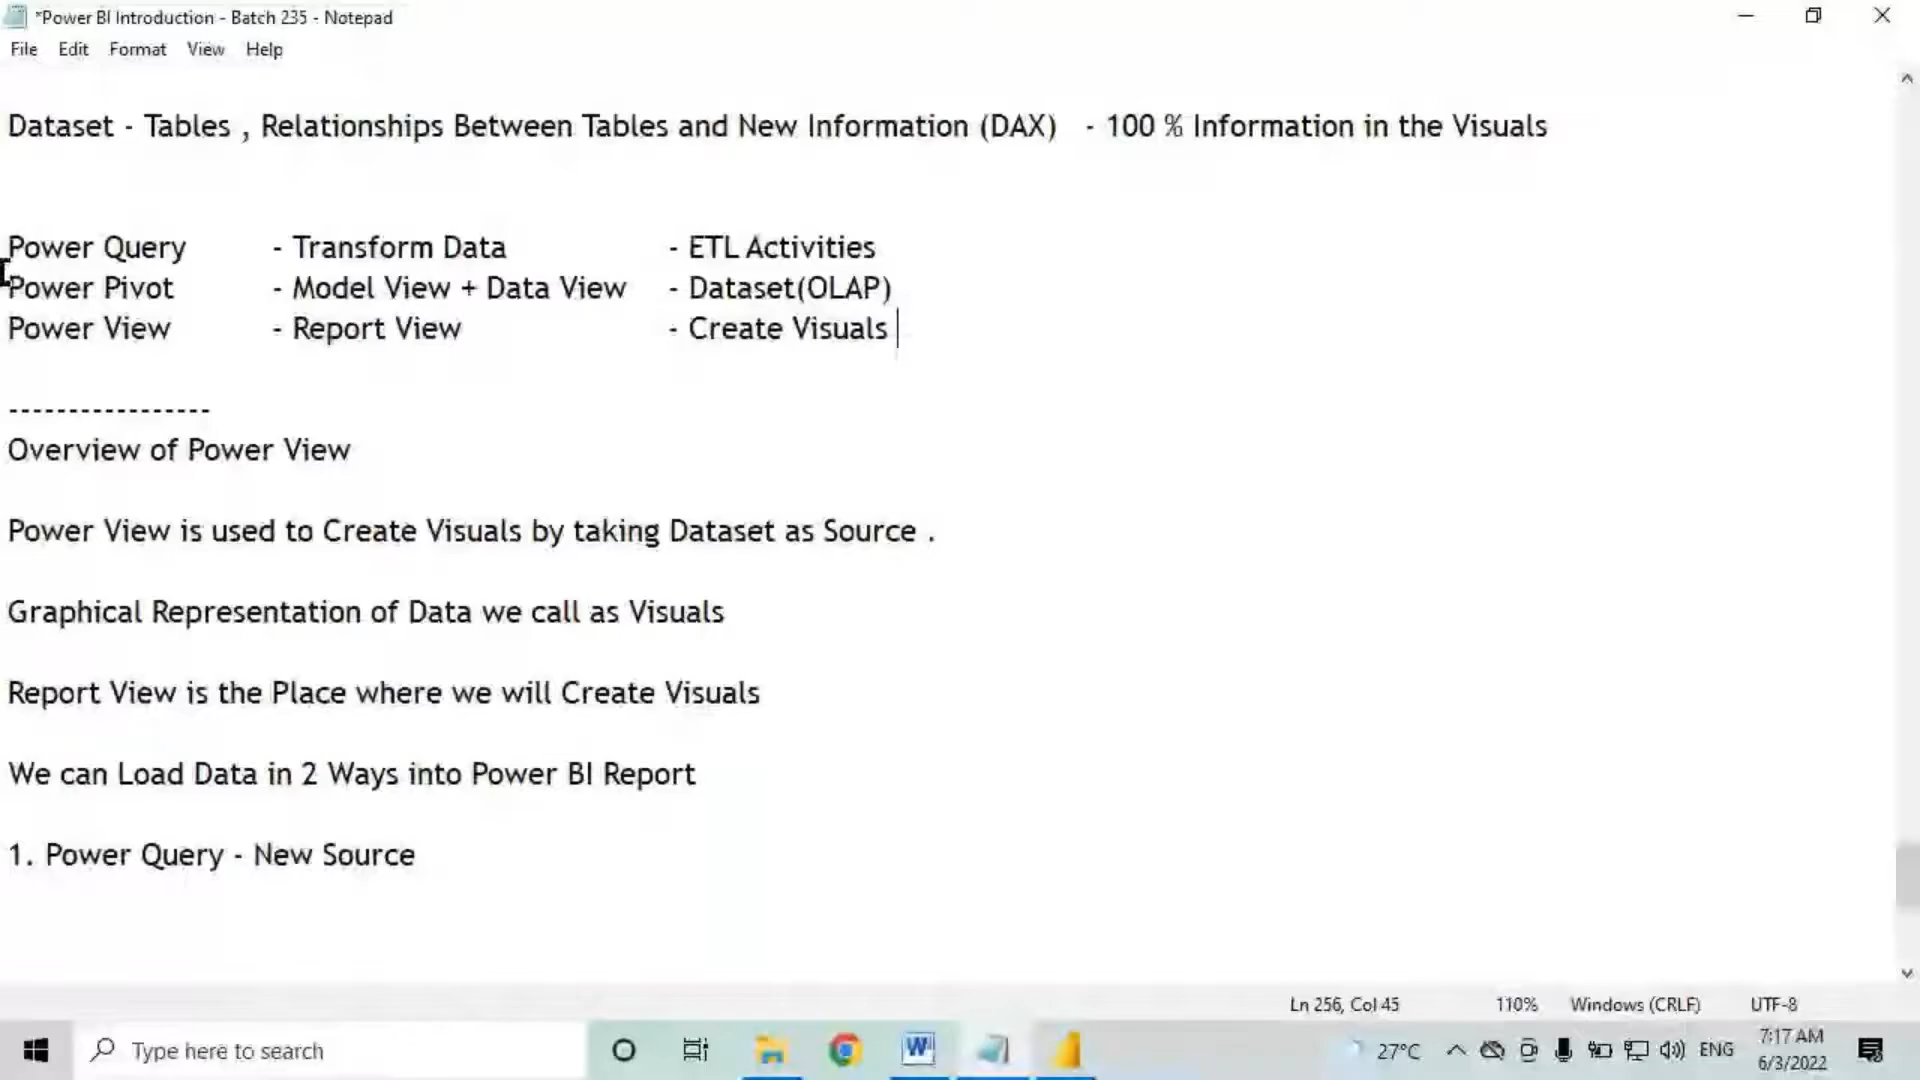 *Power BI Introduction - Batch 235 - Notepad
File Edit Format View Help
Dataset - Tables , Relationships Between Tables and New Information (DAX) - 100 % Information in the Visuals
Power Query - Transform Data - ETL Activities
Power Pivot - Model View + Data View - Dataset(OLAP)
Power View - Report View - Create Visuals
-----------------
Overview of Power View
Power View is used to Create Visuals by taking Dataset as Source .
Graphical Representation of Data we call as Visuals
Report View is the Place where we will Create Visuals
We can Load Data in 2 Ways into Power BI Report
1. Power Query - New Source
Ln 256, Col 45 110% Windows (CRLF) UTF-8
Type here to search
W
27°C
ENG
7:17 AM
6/3/2022